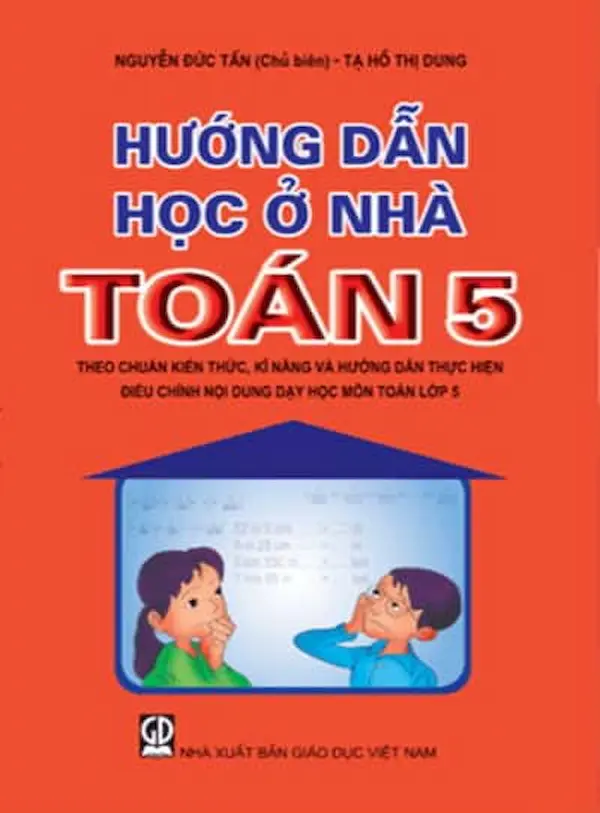 NGUYỄN ĐỨC TẤN (Chủ biên) - TẠ HỒ THỊ DUNG
HƯỚNG DẪN
HỌC Ở NHÀ
TOÁN 5
THEO CHUẨN KIẾN THỨC, KĨ NĂNG VÀ HƯỚNG DẪN THỰC HIỆN
ĐIỀU CHỈNH NỘI DUNG DẠY HỌC MÔN TOÁN LỚP 5
GD
NHÀ XUẤT BẢN GIÁO DỤC VIỆT NAM